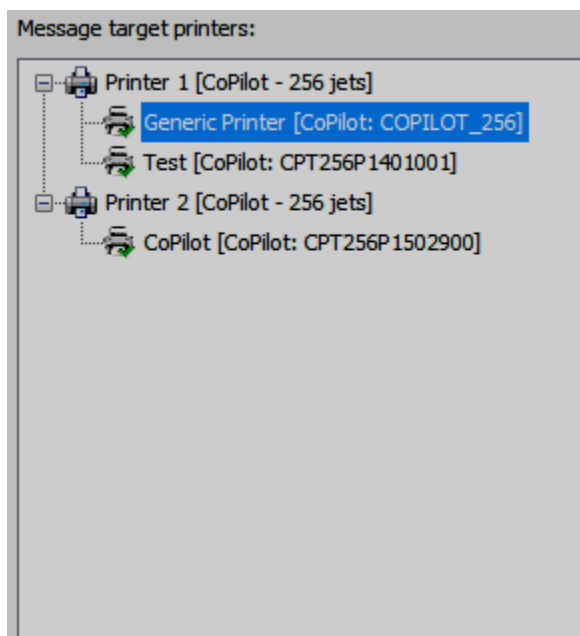 Message target printers:
Printer 1 [CoPilot - 256 jets]
Generic Printer [CoPilot: COPILOT_256]
Test [CoPilot: CPT256P1401001]
Printer 2 [CoPilot - 256 jets]
CoPilot [CoPilot: CPT256P1502900]